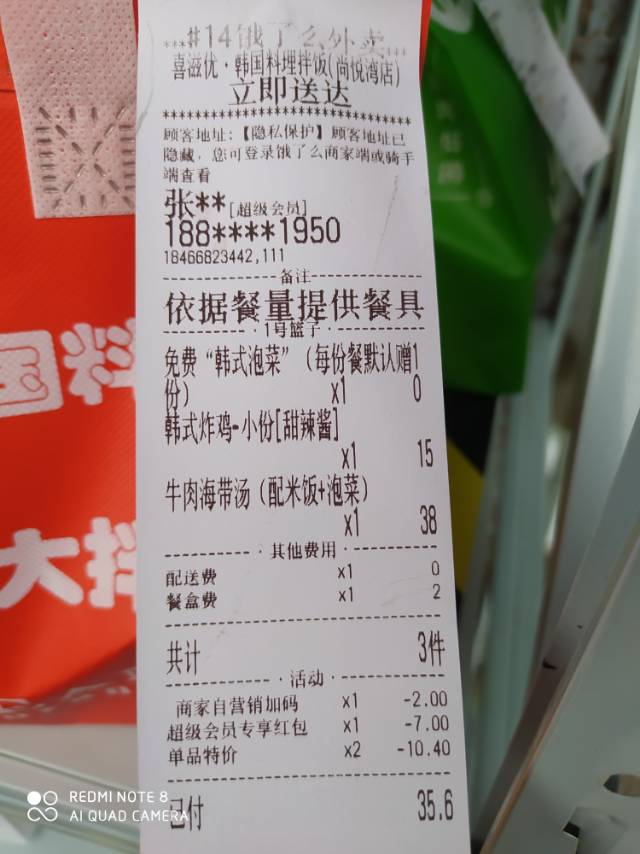 ***#14饿了么外卖***
喜滋优·韩国料理拌饭(尚悦湾店)
立即送达
顾客地址:【隐私保护】顾客地址已
隐藏，您可登录饿了么商家端或骑手
端查看
张**[超级会员]
188****1950
18466823442,111
备注
依据餐量提供餐具
1号篮子
免费“韩式泡菜”（每份餐默认赠1
份） x1 0
韩式炸鸡-小份[甜辣酱]
x1 15
牛肉海带汤（配米饭+泡菜）
x1 38
其他费用
配送费 x1 0
餐盒费 x1 2
共计 3件
活动
商家自营销加码 x1 -2.00
超级会员专享红包 x1 -7.00
单品特价 x2 -10.40
已付 35.6
国料
大拌
REDMI NOTE 8
AI QUAD CAMERA